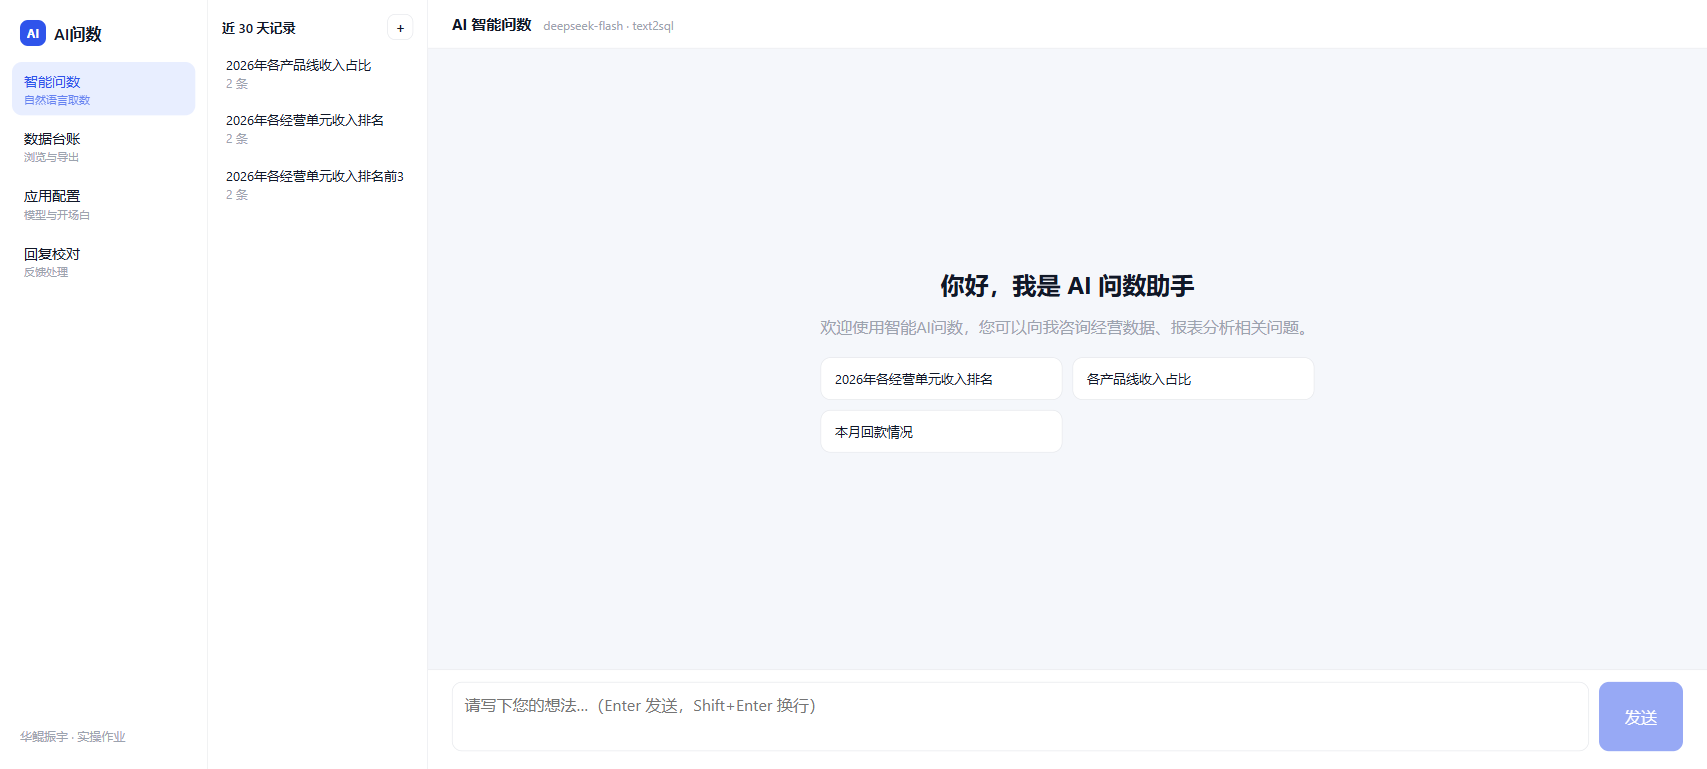 AI AI问数
智能问数
自然语言取数
数据台账
浏览与导出
应用配置
模型与开场白
回复校对
反馈处理
华鲲振宇 · 实操作业
近 30 天记录 +
2026年各产品线收入占比
2 条
2026年各经营单元收入排名
2 条
2026年各经营单元收入排名前3
2 条
AI 智能问数 deepseek-flash · text2sql
你好，我是 AI 问数助手
欢迎使用智能AI问数，您可以向我咨询经营数据、报表分析相关问题。
2026年各经营单元收入排名 各产品线收入占比
本月回款情况
请写下您的想法...（Enter 发送，Shift+Enter 换行）
发送